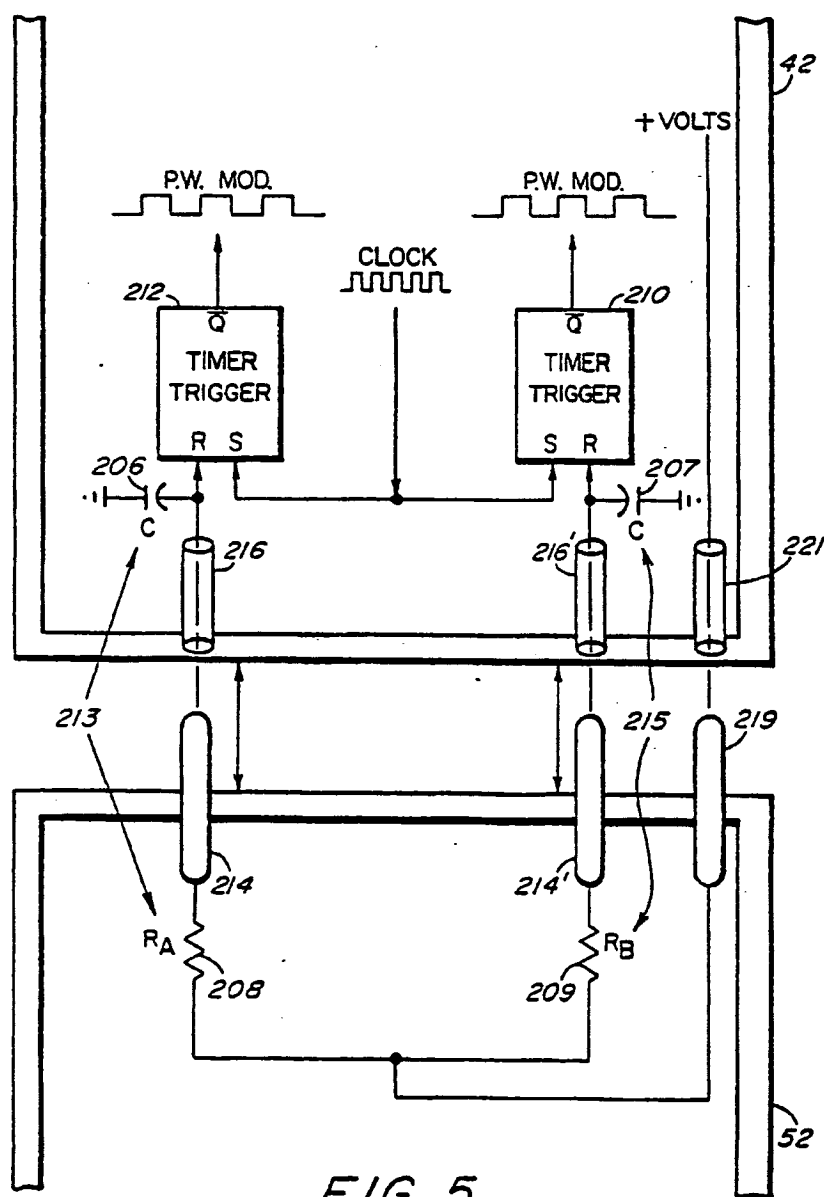 42
+ VOLTS
P.W. MOD.
P.W. MOD.
CLOCK
212
210
Q̅
Q̅
TIMER TRIGGER
TIMER TRIGGER
R S
S R
206
207
C
C
216
216'
221
213
215
219
214
214'
RA
RB
208
209
52
FIG. 5